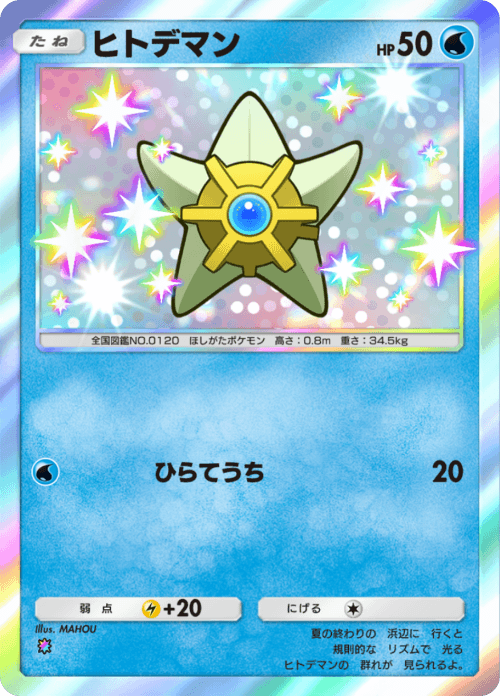 たね ヒトデマン HP50
全国図鑑NO.0120 ほしがたポケモン 高さ:0.8m 重さ:34.5kg
ひらてうち 20
弱点 +20 にげる
Illus. MAHOU
夏の終わりの 浜辺に 行くと
規則的な リズムで 光る
ヒトデマンの 群れが 見られるよ。